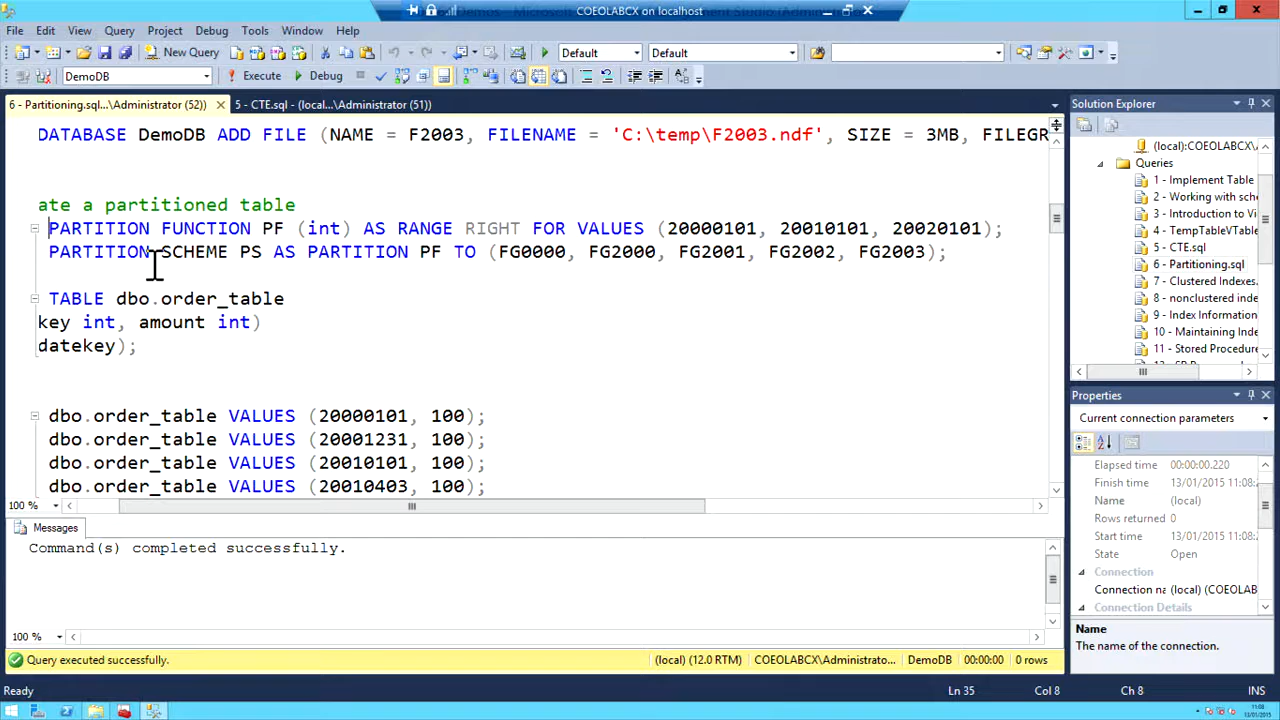 COEOLABCX on localhost
File Edit View Query Project Debug Tools Window Help
New Query Default Default
DemoDB Execute Debug
6 - Partitioning.sql...\Administrator (52)) 5 - CTE.sql - (local...\Administrator (51))
DATABASE DemoDB ADD FILE (NAME = F2003, FILENAME = 'C:\temp\F2003.ndf', SIZE = 3MB, FILEGR
ate a partitioned table
PARTITION FUNCTION PF (int) AS RANGE RIGHT FOR VALUES (20000101, 20010101, 20020101);
PARTITION SCHEME PS AS PARTITION PF TO (FG0000, FG2000, FG2001, FG2002, FG2003);
TABLE dbo.order_table
key int, amount int)
datekey);
dbo.order_table VALUES (20000101, 100);
dbo.order_table VALUES (20001231, 100);
dbo.order_table VALUES (20010101, 100);
dbo.order_table VALUES (20010403, 100);
100 %
Messages
Command(s) completed successfully.
100 %
Query executed successfully. (local) (12.0 RTM) COEOLABCX\Administrato... DemoDB 00:00:00 0 rows
Solution Explorer
(local):COEOLABCX\A
Queries
1 - Implement Table
2 - Working with sche
3 - Introduction to Vi
4 - TempTableVTable
5 - CTE.sql
6 - Partitioning.sql
7 - Clustered Indexes.
8 - nonclustered inde
9 - Index Information
10 - Maintaining Inde
11 - Stored Procedure
Properties
Current connection parameters
Elapsed time 00:00:00.220
Finish time 13/01/2015 11:08:
Name (local)
Rows returned 0
Start time 13/01/2015 11:08:
State Open
Connection
Connection na (local) (COEOLAB
Connection Details
Name
The name of the connection.
Ready Ln 35 Col 8 Ch 8 INS
11:08
13/01/2015